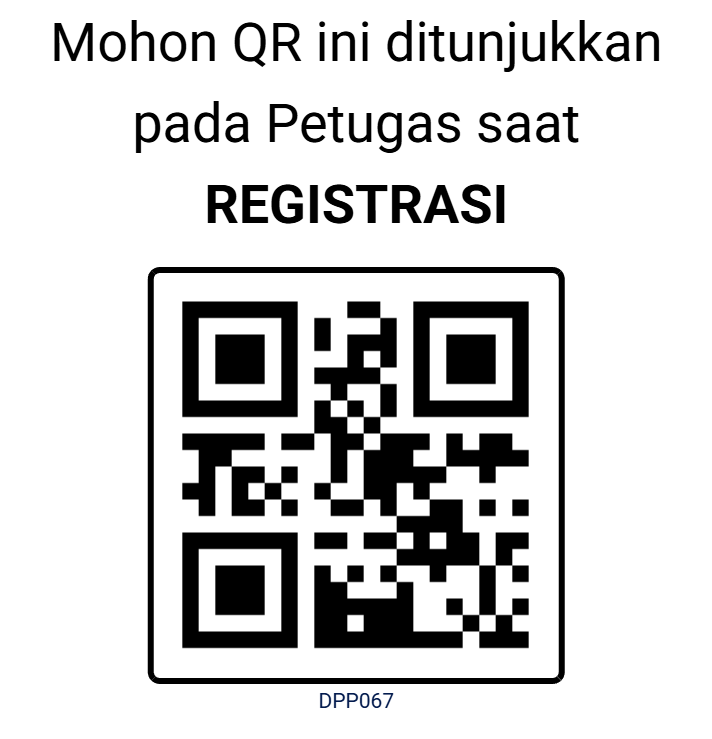 Mohon QR ini ditunjukkan
pada Petugas saat
REGISTRASI
DPP067